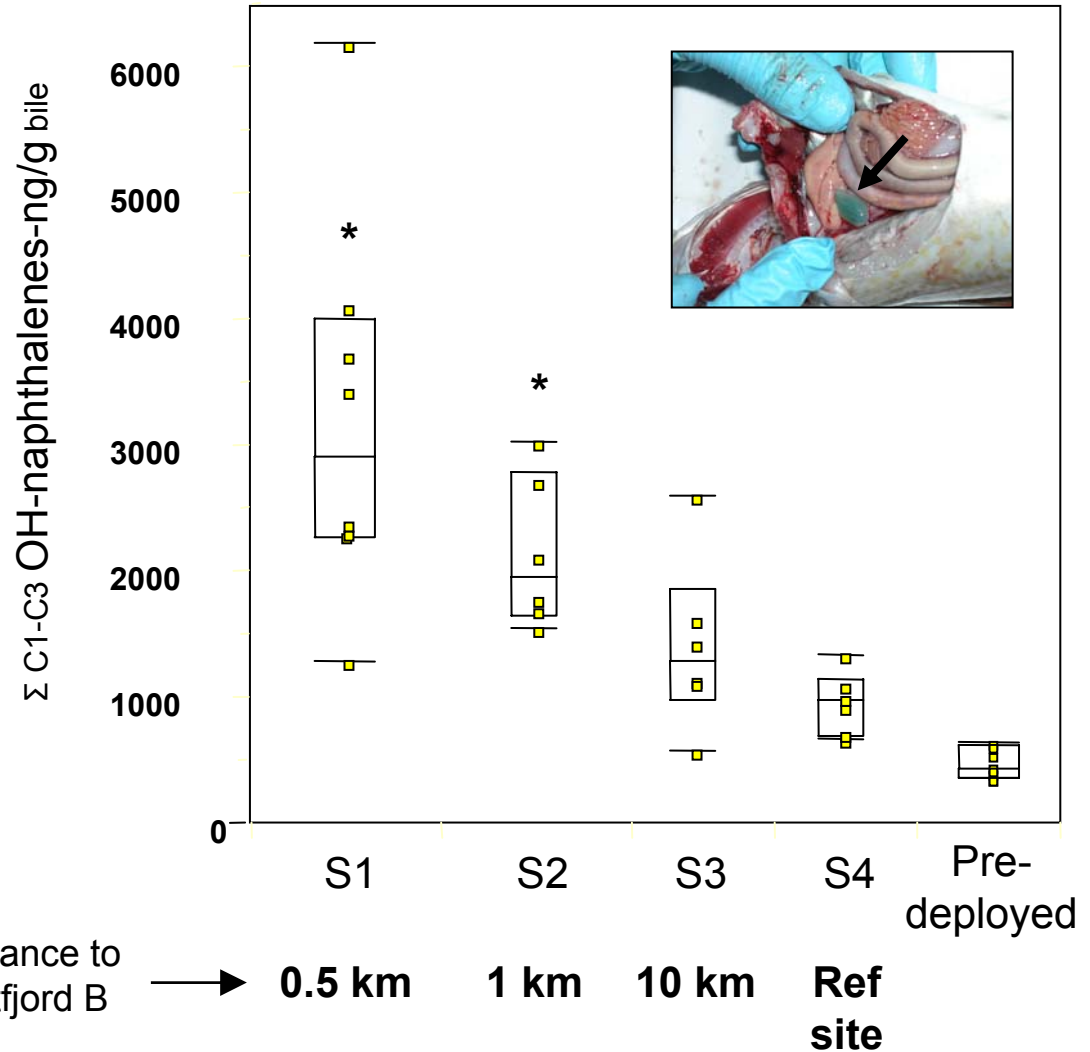 Σ C1-C3 OH-naphthalenes-ng/g bile
6000
5000
4000
3000
2000
1000
0
*
*
S1 S2 S3 S4 Pre-
deployed
ance to
fjord B
0.5 km 1 km 10 km Ref
site